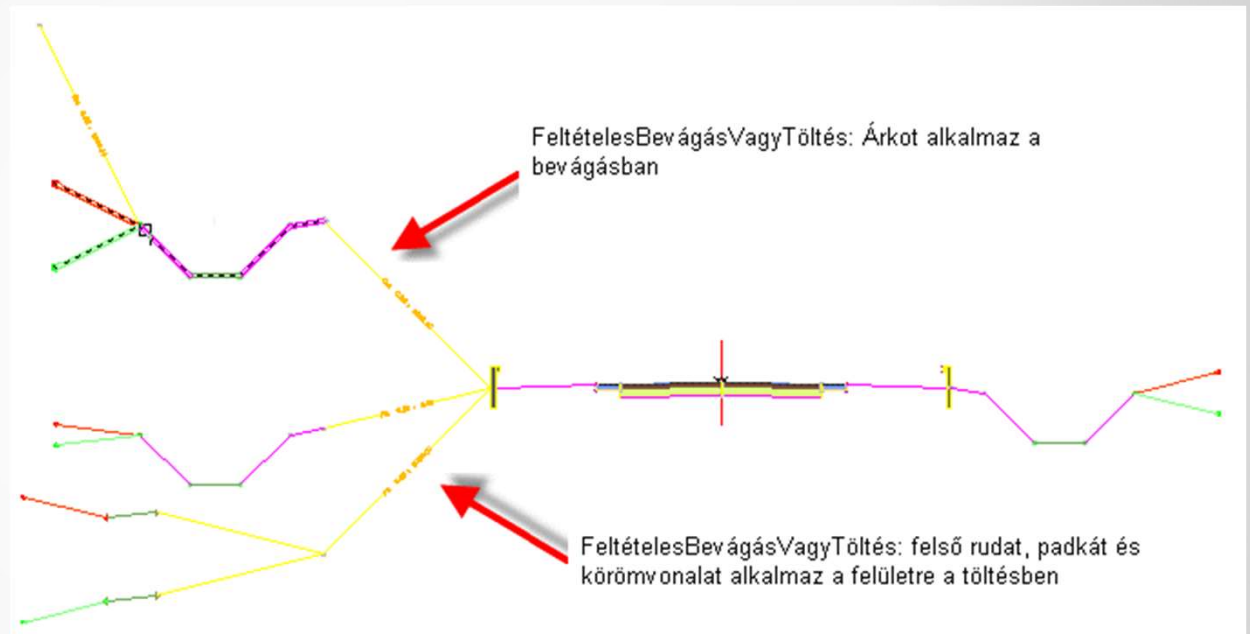 FeltételesBevágásVagyTöltés: Árkot alkalmaz a
bevágásban
FeltételesBevágásVagyTöltés: felső rudat, padkát és
körömvonalat alkalmaz a felületre a töltésben